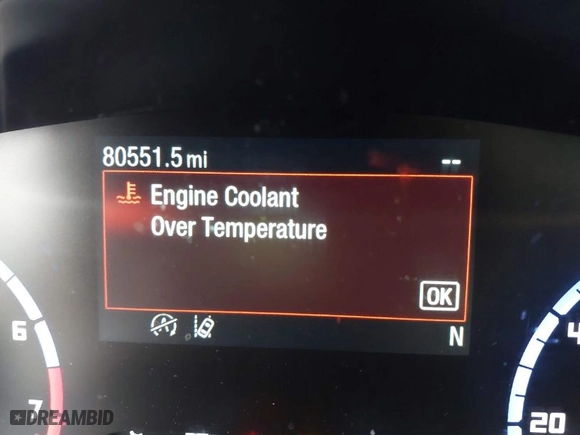 80551.5 mi --
Engine Coolant
Over Temperature
OK
A
N
6
7
4
20
DREAMBID